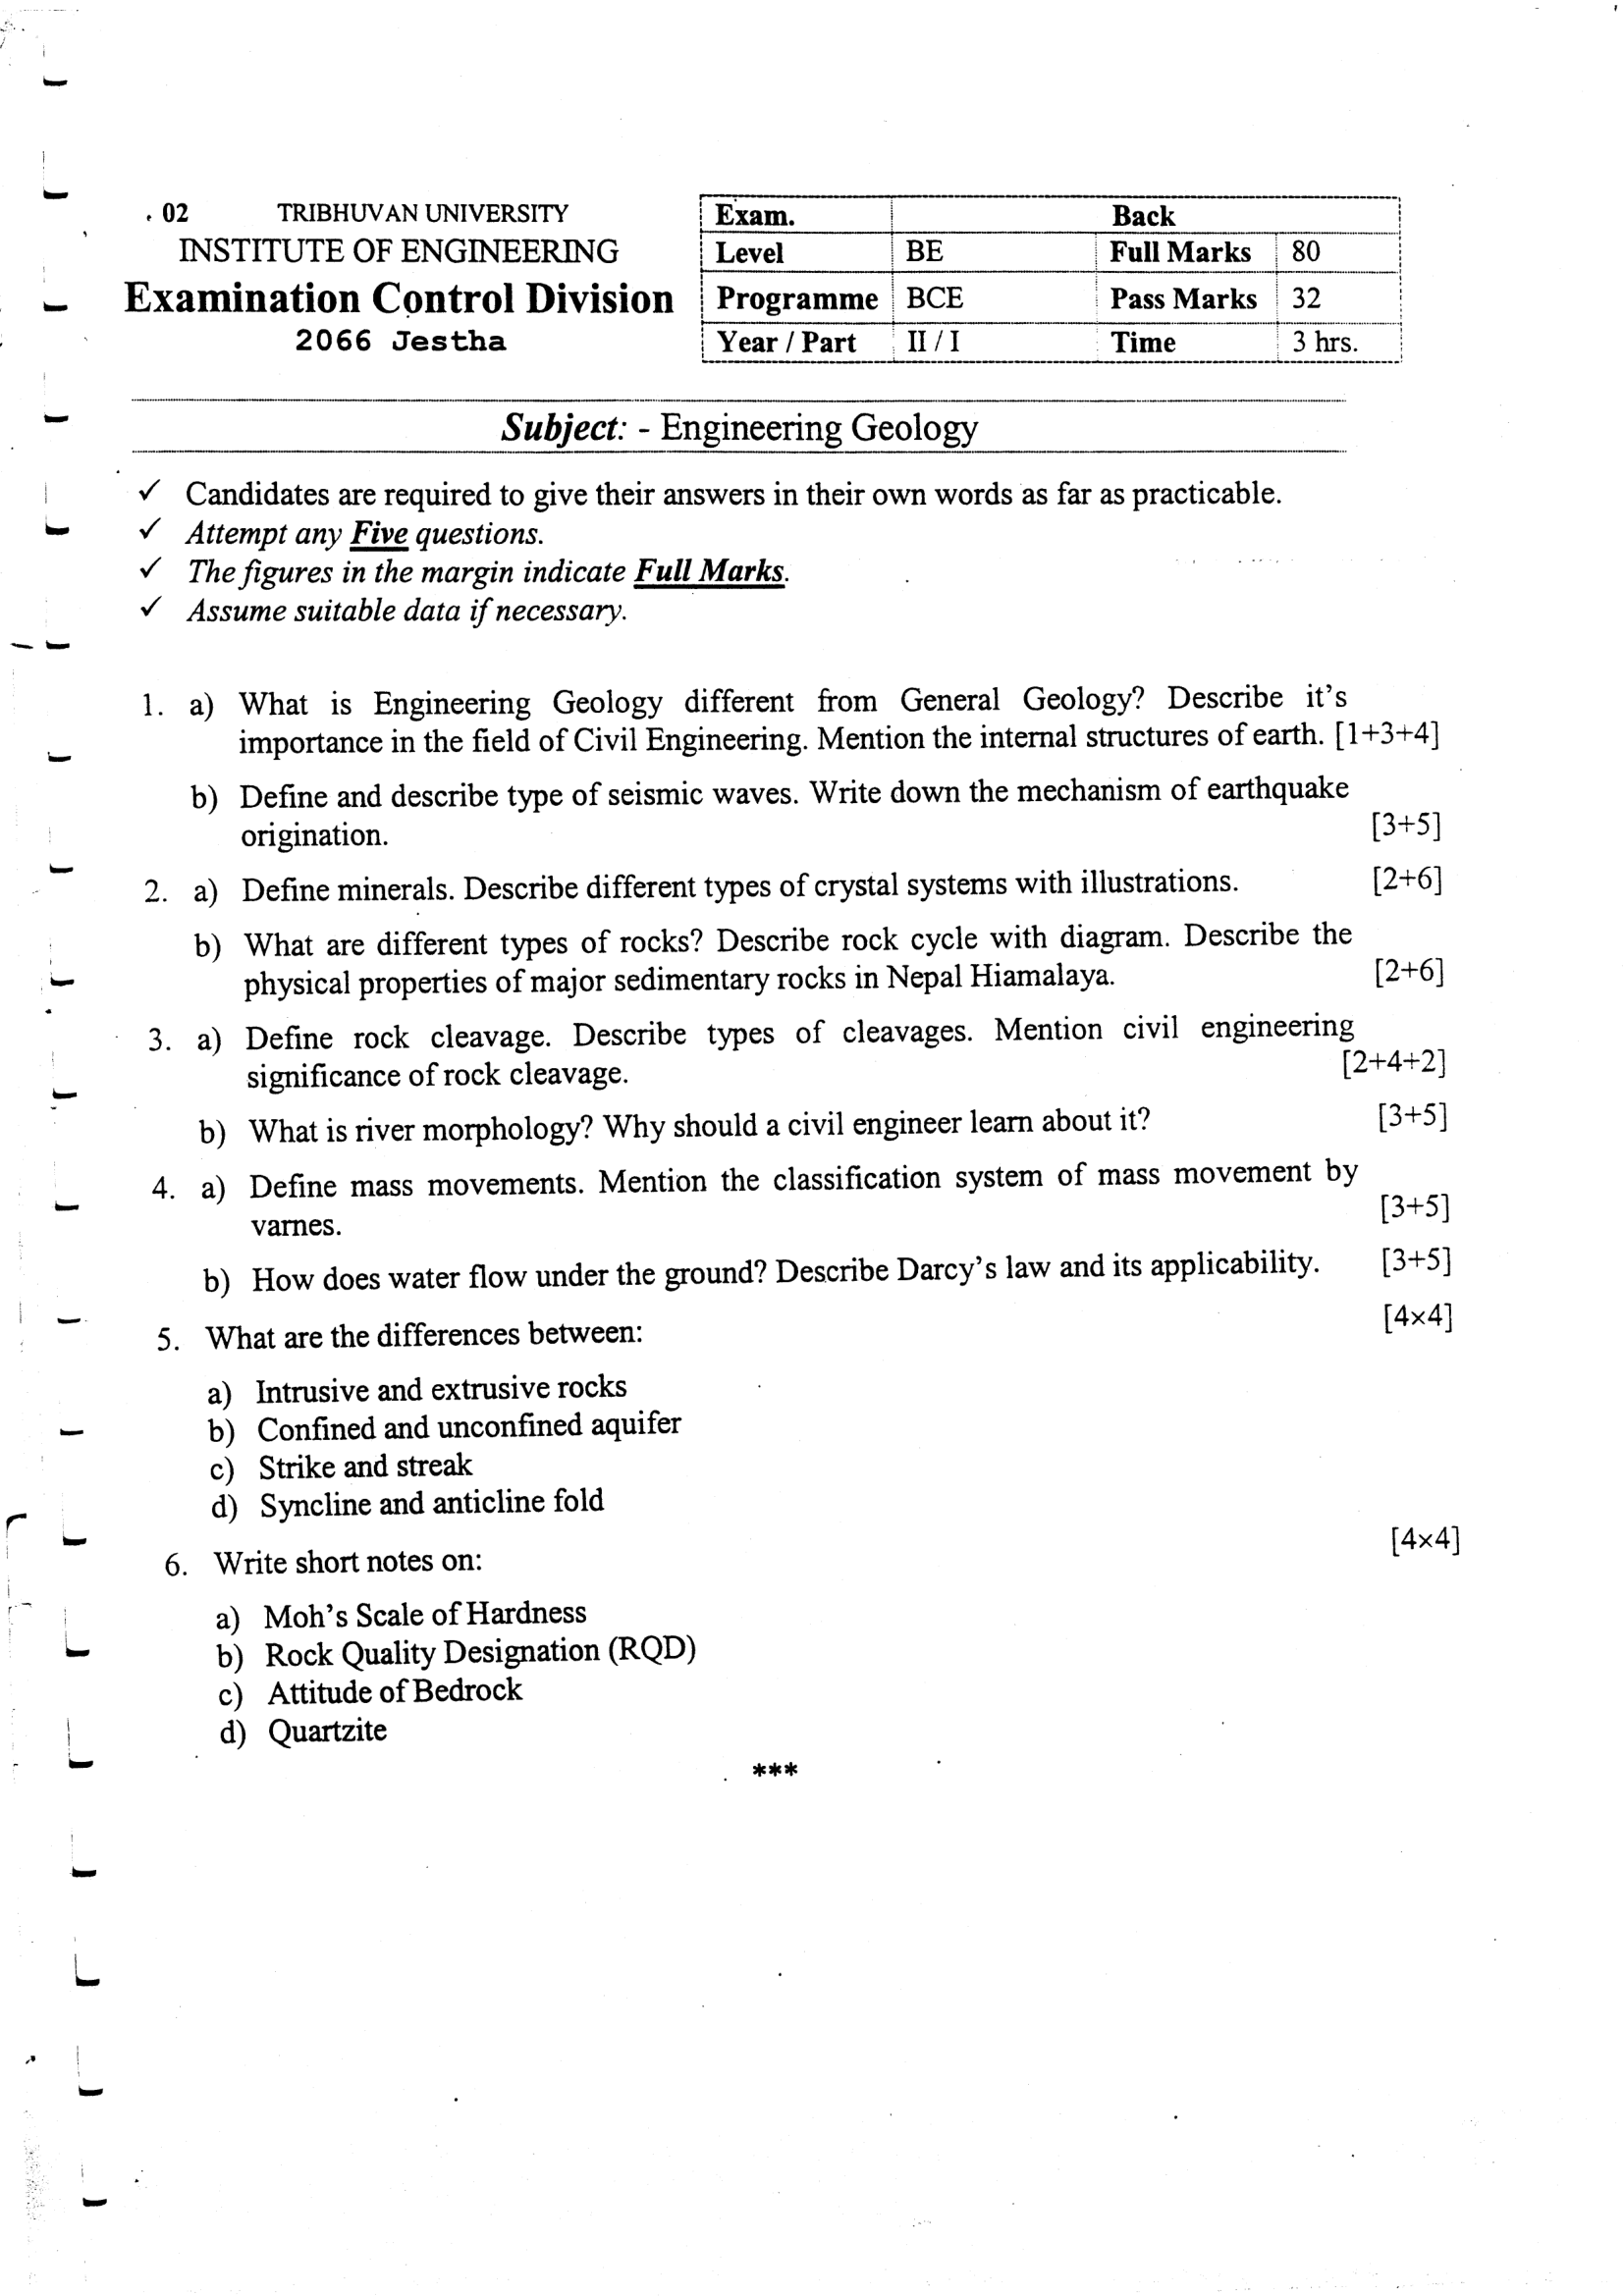 02 TRIBHUVAN UNIVERSITY
INSTITUTE OF ENGINEERING
Examination Control Division
2066 Jestha
Exam. Back
Level BE Full Marks 80
Programme BCE Pass Marks 32
Year / Part II / I Time 3 hrs.
Subject: - Engineering Geology
✓ Candidates are required to give their answers in their own words as far as practicable.
✓ Attempt any Five questions.
✓ The figures in the margin indicate Full Marks.
✓ Assume suitable data if necessary.
1. a) What is Engineering Geology different from General Geology? Describe it's
importance in the field of Civil Engineering. Mention the internal structures of earth. [1+3+4]
b) Define and describe type of seismic waves. Write down the mechanism of earthquake
origination. [3+5]
2. a) Define minerals. Describe different types of crystal systems with illustrations. [2+6]
b) What are different types of rocks? Describe rock cycle with diagram. Describe the
physical properties of major sedimentary rocks in Nepal Hiamalaya. [2+6]
3. a) Define rock cleavage. Describe types of cleavages. Mention civil engineering
significance of rock cleavage. [2+4+2]
b) What is river morphology? Why should a civil engineer learn about it? [3+5]
4. a) Define mass movements. Mention the classification system of mass movement by
varnes. [3+5]
b) How does water flow under the ground? Describe Darcy's law and its applicability. [3+5]
5. What are the differences between: [4×4]
a) Intrusive and extrusive rocks
b) Confined and unconfined aquifer
c) Strike and streak
d) Syncline and anticline fold
6. Write short notes on: [4×4]
a) Moh's Scale of Hardness
b) Rock Quality Designation (RQD)
c) Attitude of Bedrock
d) Quartzite
***